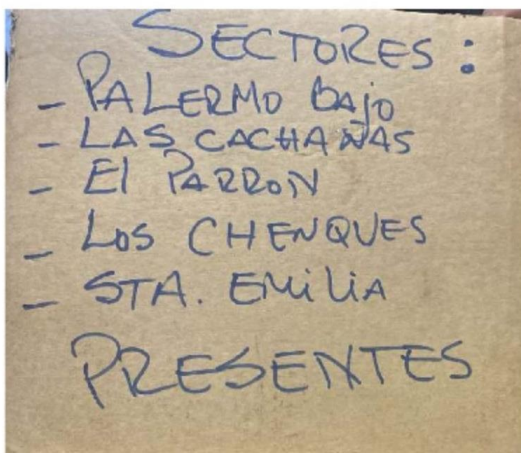 SECTORES:
- PALERMO BAJO
- LAS CACHAÑAS
- El PARRON
- LOS CHENQUES
- STA. EMiLiA
PRESENTES